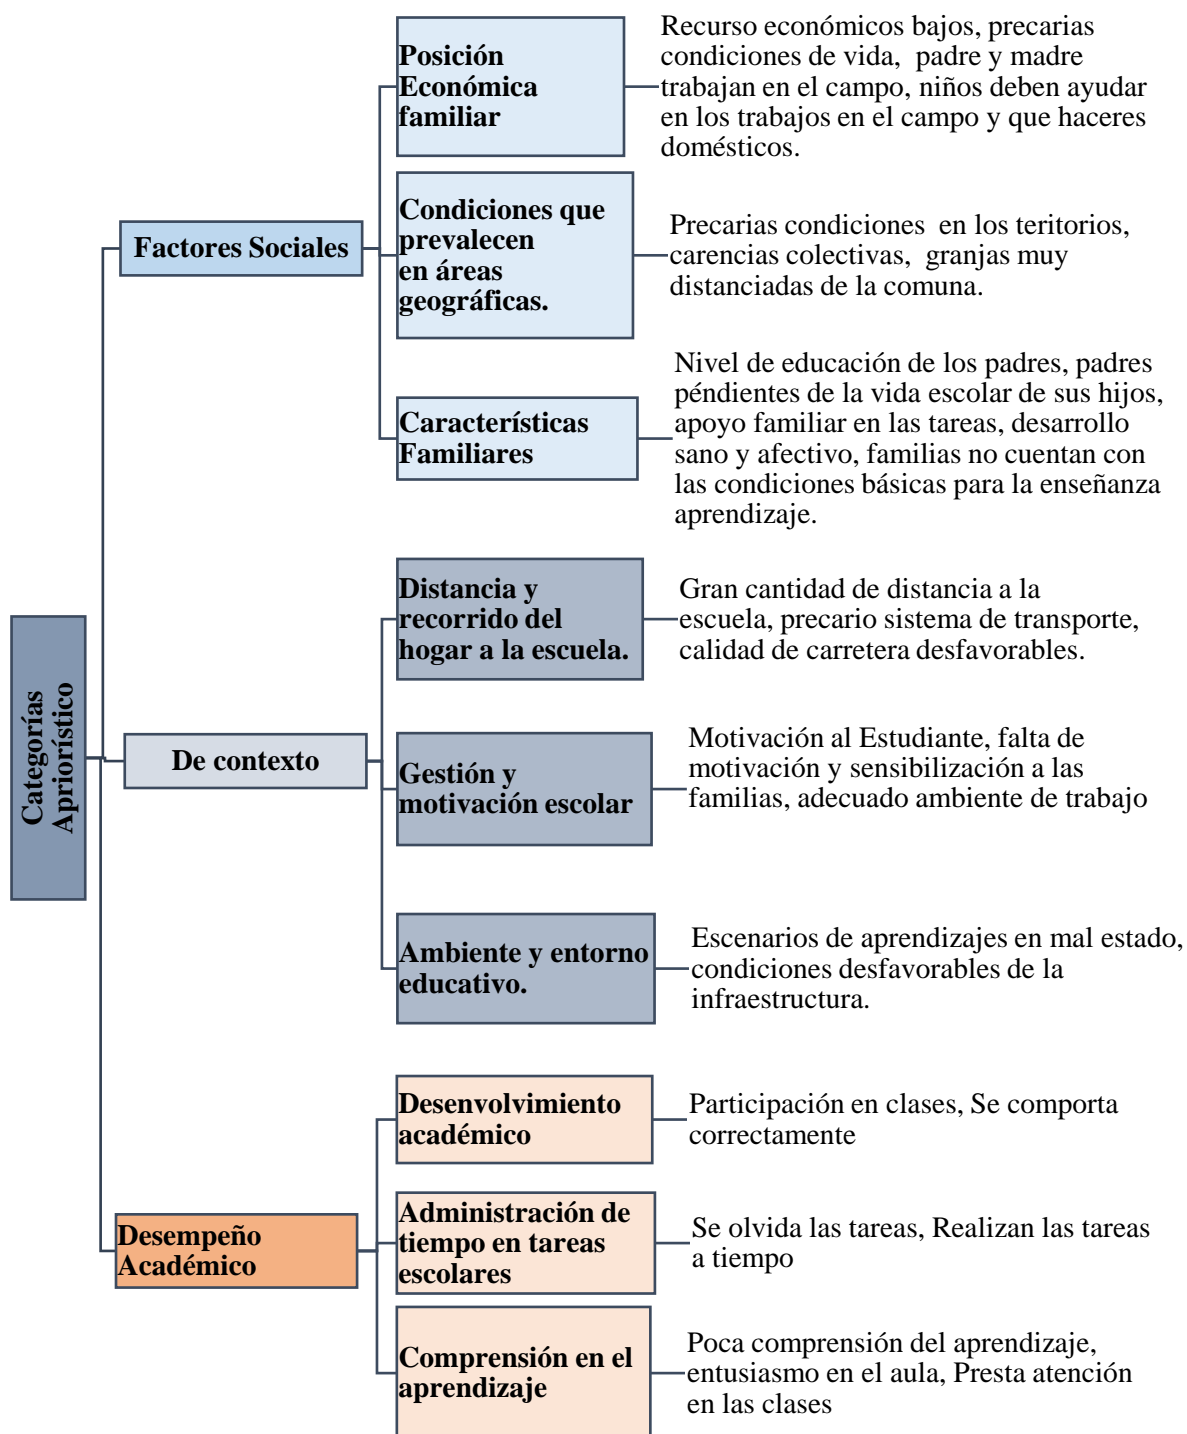 Categorías
Apriorístico
Factores Sociales
Posición
Económica
familiar
Recurso económicos bajos, precarias
condiciones de vida, padre y madre
trabajan en el campo, niños deben ayudar
en los trabajos en el campo y que haceres
domésticos.
Condiciones que
prevalecen
en áreas
geográficas.
Precarias condiciones en los teritorios,
carencias colectivas, granjas muy
distanciadas de la comuna.
Característícas
Familiares
Nivel de educación de los padres, padres
péndientes de la vida escolar de sus hijos,
apoyo familiar en las tareas, desarrollo
sano y afectivo, familias no cuentan con
las condiciones básicas para la enseñanza
aprendizaje.
De contexto
Distancia y
recorrido del
hogar a la escuela.
Gran cantidad de distancia a la
escuela, precario sistema de transporte,
calidad de carretera desfavorables.
Gestión y
motivación escolar
Motivación al Estudiante, falta de
motivación y sensibilización a las
familias, adecuado ambiente de trabajo
Ambiente y entorno
educativo.
Escenarios de aprendizajes en mal estado,
condiciones desfavorables de la
infraestructura.
Desempeño
Académico
Desenvolvimiento
académico
Participación en clases, Se comporta
correctamente
Administración de
tiempo en tareas
escolares
Se olvida las tareas, Realizan las tareas
a tiempo
Comprensión en el
aprendizaje
Poca comprensión del aprendizaje,
entusiasmo en el aula, Presta atención
en las clases